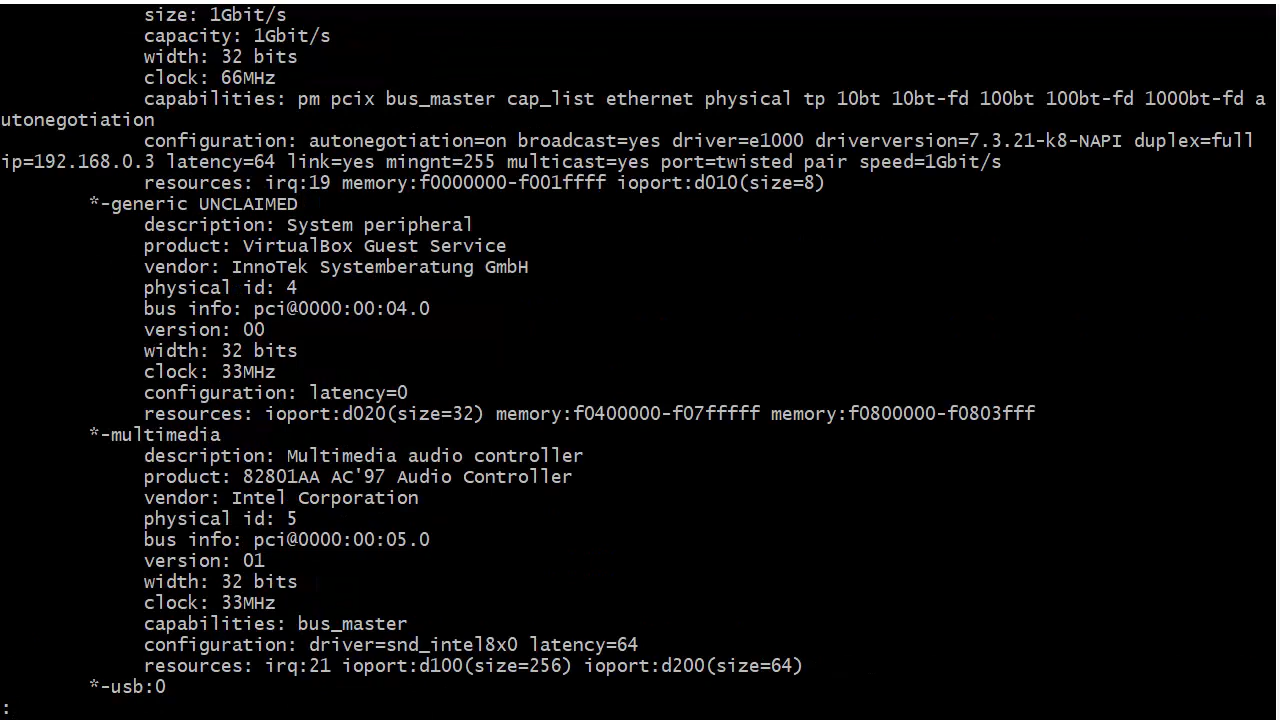 size: 1Gbit/s
capacity: 1Gbit/s
width: 32 bits
clock: 66MHz
capabilities: pm pcix bus_master cap_list ethernet physical tp 10bt 10bt-fd 100bt 100bt-fd 1000bt-fd a
utonegotiation
configuration: autonegotiation=on broadcast=yes driver=e1000 driverversion=7.3.21-k8-NAPI duplex=full
ip=192.168.0.3 latency=64 link=yes mingnt=255 multicast=yes port=twisted pair speed=1Gbit/s
resources: irq:19 memory:f0000000-f001ffff ioport:d010(size=8)
*-generic UNCLAIMED
description: System peripheral
product: VirtualBox Guest Service
vendor: InnoTek Systemberatung GmbH
physical id: 4
bus info: pci@0000:00:04.0
version: 00
width: 32 bits
clock: 33MHz
configuration: latency=0
resources: ioport:d020(size=32) memory:f0400000-f07fffff memory:f0800000-f0803fff
*-multimedia
description: Multimedia audio controller
product: 82801AA AC'97 Audio Controller
vendor: Intel Corporation
physical id: 5
bus info: pci@0000:00:05.0
version: 01
width: 32 bits
clock: 33MHz
capabilities: bus_master
configuration: driver=snd_intel8x0 latency=64
resources: irq:21 ioport:d100(size=256) ioport:d200(size=64)
*-usb:0
: